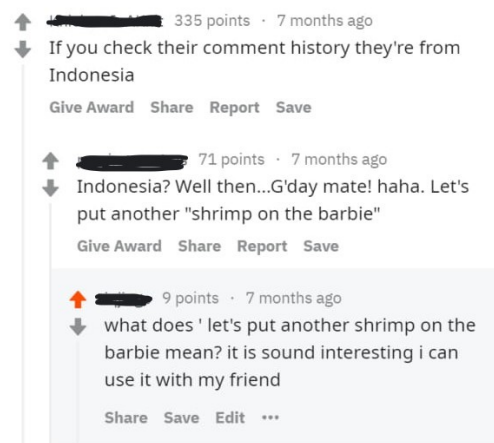 335 points · 7 months ago
If you check their comment history they're from
Indonesia
Give Award Share Report Save
71 points · 7 months ago
Indonesia? Well then...G'day mate! haha. Let's
put another "shrimp on the barbie"
Give Award Share Report Save
9 points · 7 months ago
what does ' let's put another shrimp on the
barbie mean? it is sound interesting i can
use it with my friend
Share Save Edit •••